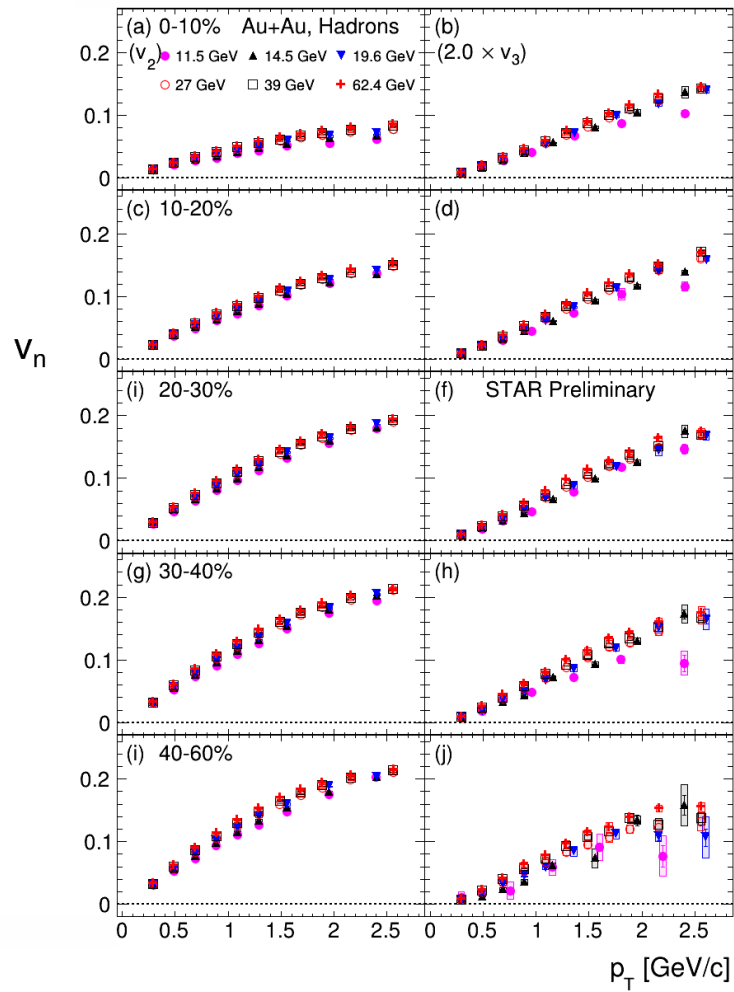 (a) 0-10% Au+Au, Hadrons
(v2)
11.5 GeV 14.5 GeV 19.6 GeV
27 GeV 39 GeV 62.4 GeV
(b)
(2.0 × v3)
0.2
0.1
0
(c) 10-20%
(d)
0.2
0.1
0
vn
(i) 20-30%
(f) STAR Preliminary
0.2
0.1
0
(g) 30-40%
(h)
0.2
0.1
0
(i) 40-60%
(j)
0.2
0.1
0
0 0.5 1 1.5 2 2.5 0 0.5 1 1.5 2 2.5
pT [GeV/c]